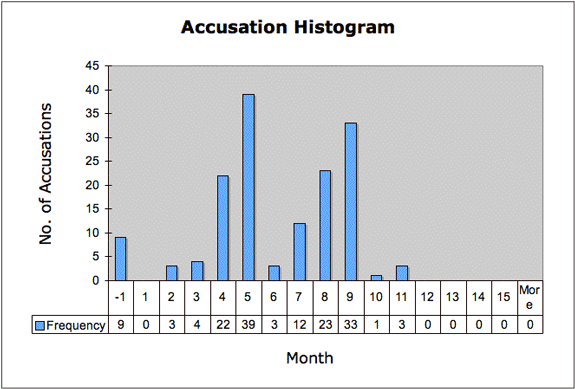 Accusation Histogram
No. of Accusations
45
40
35
30
25
20
15
10
5
0
-1 1 2 3 4 5 6 7 8 9 10 11 12 13 14 15 Mor
e
Frequency 9 0 3 4 22 39 3 12 23 33 1 3 0 0 0 0 0
Month